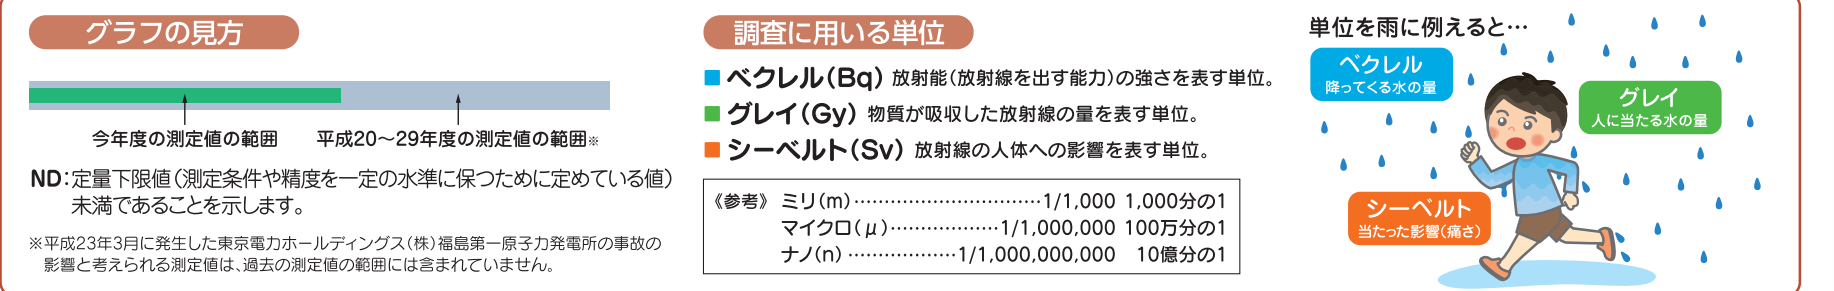 グラフの見方
今年度の測定値の範囲
平成20～29年度の測定値の範囲※
ND：定量下限値（測定条件や精度を一定の水準に保つために定めている値）
未満であることを示します。
※平成23年3月に発生した東京電力ホールディングス（株）福島第一原子力発電所の事故の
影響と考えられる測定値は、過去の測定値の範囲には含まれていません。
調査に用いる単位
■ベクレル（Bq）放射能（放射線を出す能力）の強さを表す単位。
■グレイ（Gy）物質が吸収した放射線の量を表す単位。
■シーベルト（Sv）放射線の人体への影響を表す単位。
《参考》ミリ（m）……………………………1/1,000 1,000分の1
マイクロ（μ）………………1/1,000,000 100万分の1
ナノ（n）………………1/1,000,000,000 10億分の1
単位を雨に例えると…
ベクレル
降ってくる水の量
グレイ
人に当たる水の量
シーベルト
当たった影響（痛さ）